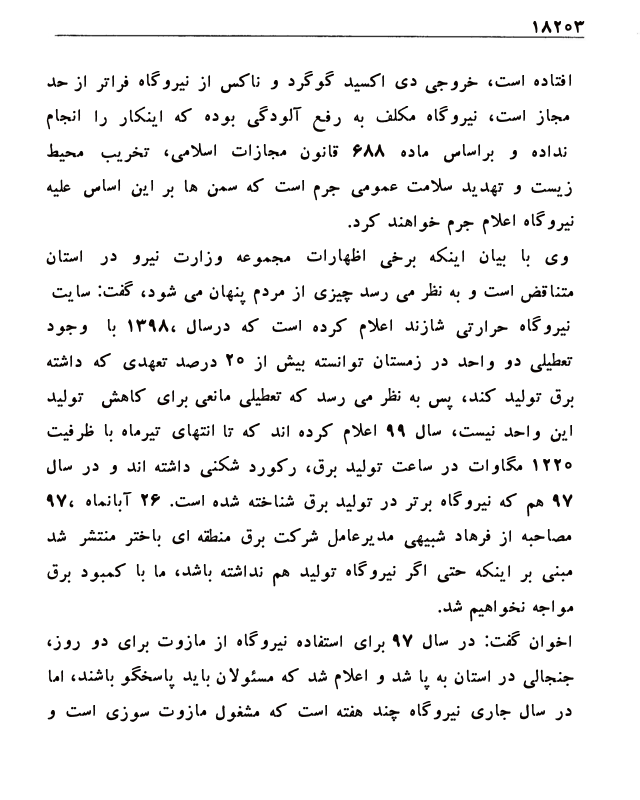 ۱۸۲۰۳
افتاده است، خروجی دی اکسید گوگرد و ناکس از نیروگاه فراتر از حد
مجاز است، نیروگاه مکلف به رفع آلودگی بوده که اینکار را انجام
نداده و براساس ماده ۶۸۸ قانون مجازات اسلامی، تخریب محیط
زیست و تهدید سلامت عمومی جرم است که سمن ها بر این اساس علیه
نیروگاه اعلام جرم خواهند کرد.
وی با بیان اینکه برخی اظهارات مجموعه وزارت نیرو در استان
متناقض است و به نظر می رسد چیزی از مردم پنهان می شود، گفت: سایت
نیروگاه حرارتی شازند اعلام کرده است که درسال ۱۳۹۸، با وجود
تعطیلی دو واحد در زمستان توانسته بیش از ۲۰ درصد تعهدی که داشته
برق تولید کند، پس به نظر می رسد که تعطیلی مانعی برای کاهش تولید
این واحد نیست، سال ۹۹ اعلام کرده اند که تا انتهای تیرماه با ظرفیت
۱۲۲۰ مگاوات در ساعت تولید برق، رکورد شکنی داشته اند و در سال
۹۷ هم که نیروگاه برتر در تولید برق شناخته شده است. ۲۶ آبانماه ۹۷،
مصاحبه از فرهاد شبیهی مدیرعامل شرکت برق منطقه ای باختر منتشر شد
مبنی بر اینکه حتی اگر نیروگاه تولید هم نداشته باشد، ما با کمبود برق
مواجه نخواهیم شد.
اخوان گفت: در سال ۹۷ برای استفاده نیروگاه از مازوت برای دو روز،
جنجالی در استان به پا شد و اعلام شد که مسئولان باید پاسخگو باشند، اما
در سال جاری نیروگاه چند هفته است که مشغول مازوت سوزی است و